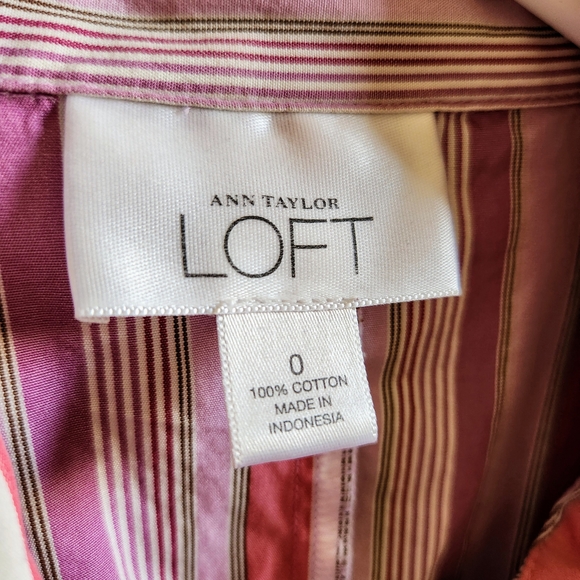 ANN TAYLOR
LOFT
0
100% COTTON
MADE IN
INDONESIA